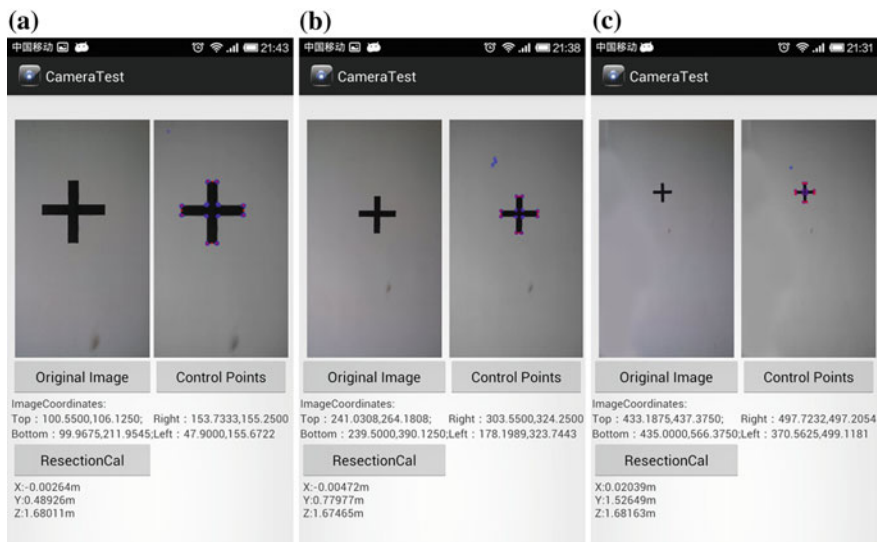 (a)
中国移动 21:43
CameraTest
Original Image Control Points
ImageCoordinates:
Top : 100.5500,106.1250; Right : 153.7333,155.2500
Bottom : 99.9675,211.9545;Left : 47.9000,155.6722
ResectionCal
X:-0.00264m
Y:0.48926m
Z:1.68011m
(b)
中国移动 21:38
CameraTest
Original Image Control Points
ImageCoordinates:
Top : 241.0308,264.1808; Right : 303.5500,324.2500
Bottom : 239.5000,390.1250;Left : 178.1989,323.7443
ResectionCal
X:-0.00472m
Y:0.77977m
Z:1.67465m
(c)
中国移动 21:31
CameraTest
Original Image Control Points
ImageCoordinates:
Top : 433.1875,437.3750; Right : 497.7232,497.2054
Bottom : 435.0000,566.3750;Left : 370.5625,499.1181
ResectionCal
X:0.02039m
Y:1.52649m
Z:1.68163m